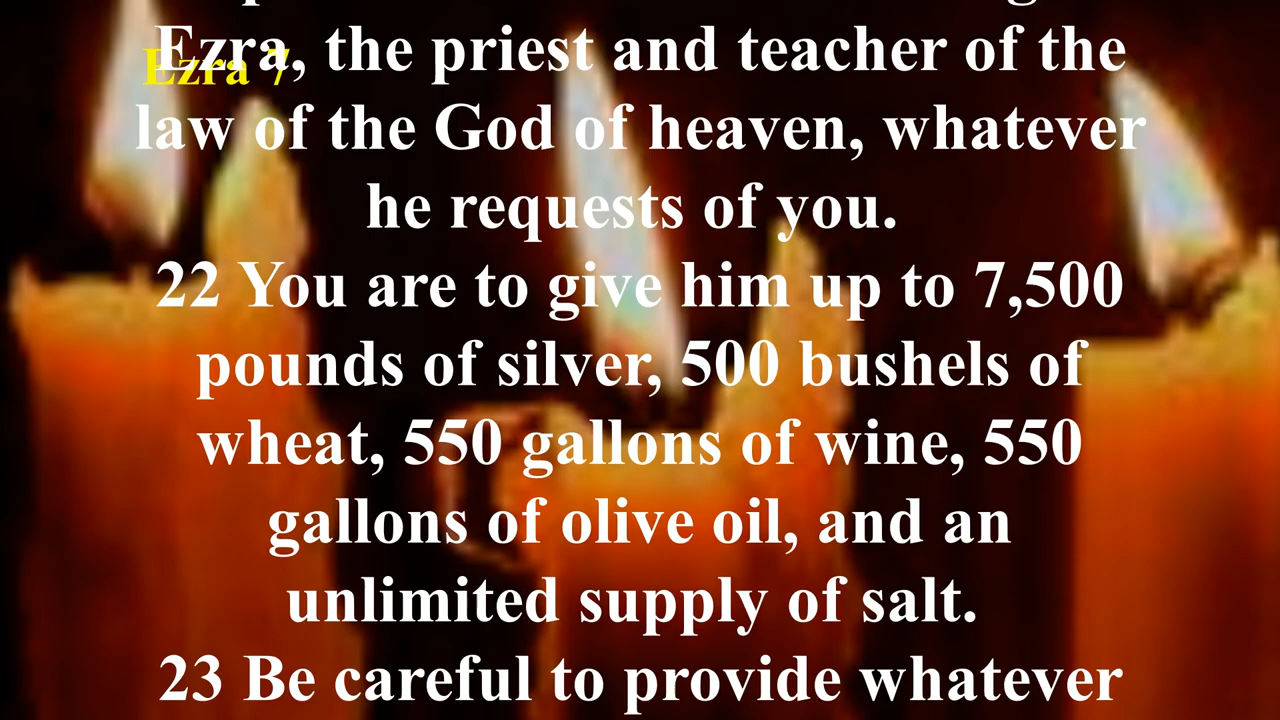 Ezra 7
Ezra, the priest and teacher of the
law of the God of heaven, whatever
he requests of you.
22 You are to give him up to 7,500
pounds of silver, 500 bushels of
wheat, 550 gallons of wine, 550
gallons of olive oil, and an
unlimited supply of salt.
23 Be careful to provide whatever